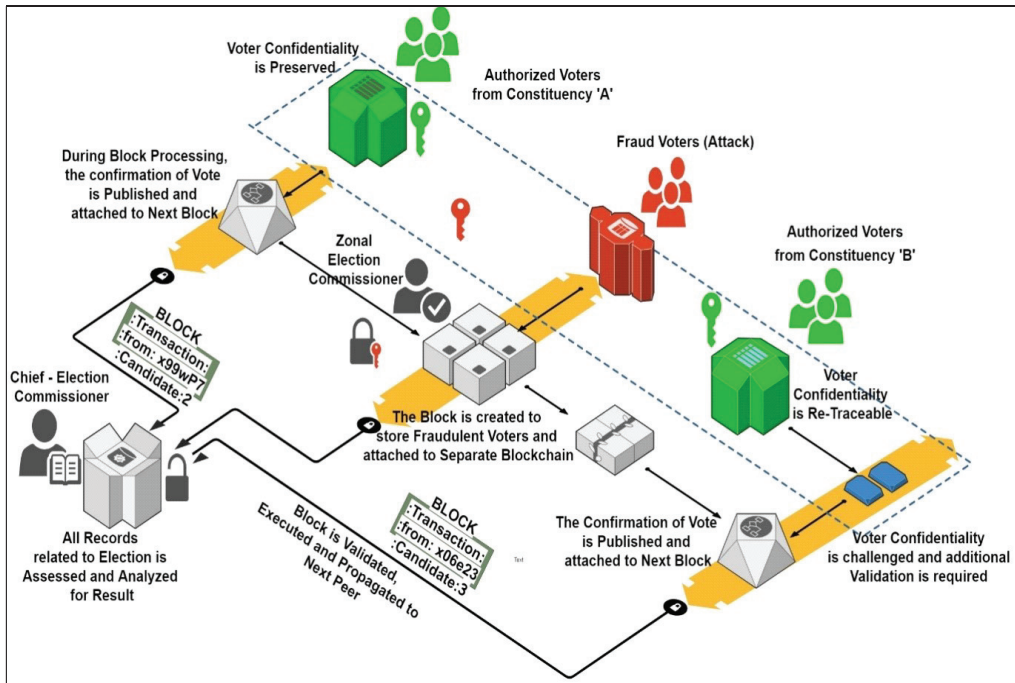 Voter Confidentiality
is Preserved
Authorized Voters
from Constituency 'A'
During Block Processing,
the confirmation of Vote
is Published and
attached to Next Block
Fraud Voters (Attack)
Zonal
Election
Commissioner
Authorized Voters
from Constituency 'B'
BLOCK
:Transaction:
:from: x99wP7
:Candidate:2
Chief - Election
Commissioner
The Block is created to
store Fraudulent Voters and
attached to Separate Blockchain
Voter
Confidentiality
is Re-Traceable
All Records
related to Election is
Assessed and Analyzed
for Result
BLOCK
:Transaction:
:from: x06e23
:Candidate:3
Block is Validated,
Executed and Propagated to
Next Peer
Text
The Confirmation of Vote
is Published and
attached to Next Block
Voter Confidentiality
is challenged and additional
Validation is required